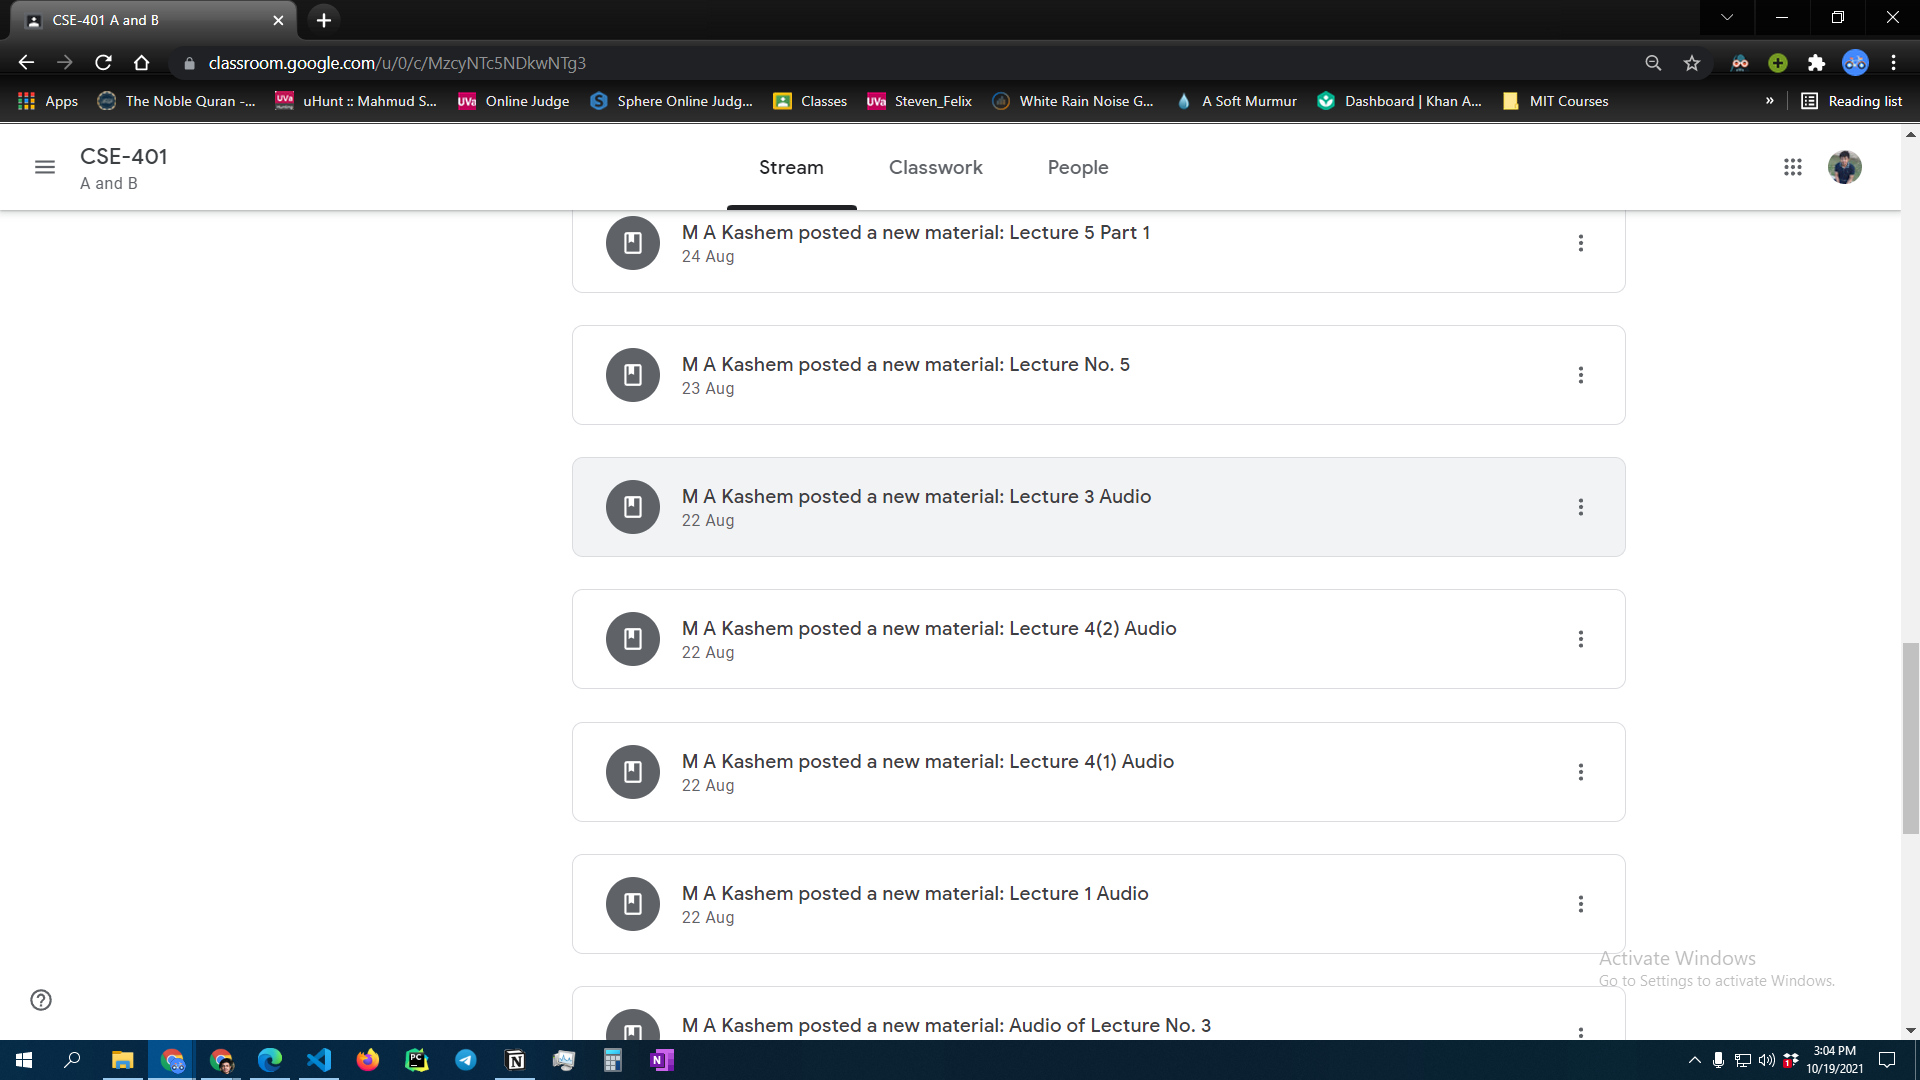 CSE-401 A and B
classroom.google.com/u/0/c/MzcyNTc5NDkwNTg3
Apps
The Noble Quran -...
uHunt :: Mahmud S...
Online Judge
Sphere Online Judg...
Classes
Steven_Felix
White Rain Noise G...
A Soft Murmur
Dashboard | Khan A...
MIT Courses
»
Reading list
CSE-401
A and B
Stream
Classwork
People
M A Kashem posted a new material: Lecture 5 Part 1
24 Aug
M A Kashem posted a new material: Lecture No. 5
23 Aug
M A Kashem posted a new material: Lecture 3 Audio
22 Aug
M A Kashem posted a new material: Lecture 4(2) Audio
22 Aug
M A Kashem posted a new material: Lecture 4(1) Audio
22 Aug
M A Kashem posted a new material: Lecture 1 Audio
22 Aug
M A Kashem posted a new material: Audio of Lecture No. 3
Activate Windows
Go to Settings to activate Windows.
3:04 PM
10/19/2021